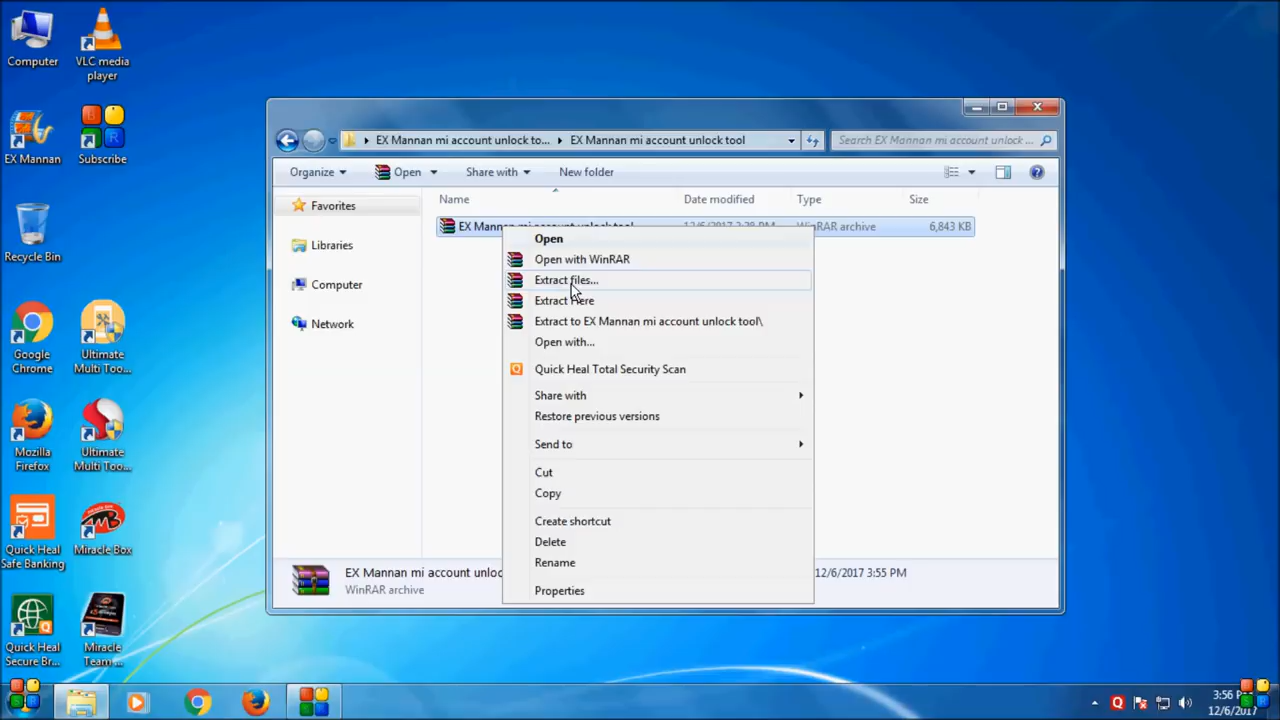 Computer
VLC media
player
EX Mannan
Subscribe
Recycle Bin
Google
Chrome
Ultimate
Multi Too...
Mozilla
Firefox
Ultimate
Multi Too...
Quick Heal
Safe Banking
Miracle Box
Quick Heal
Secure Br...
Miracle
Team ...
EX Mannan mi account unlock to...
EX Mannan mi account unlock tool
Search EX Mannan mi account unlock ...
Organize
Open
Share with
New folder
Name
Date modified
Type
Size
Favorites
Libraries
Computer
Network
EX Mannan mi account unlock tool
12/6/2017 3:38 PM
WinRAR archive
6,843 KB
Open
Open with WinRAR
Extract files...
Extract Here
Extract to EX Mannan mi account unlock tool\
Open with...
Quick Heal Total Security Scan
Share with
Restore previous versions
Send to
Cut
Copy
Create shortcut
Delete
Rename
Properties
EX Mannan mi account unloc
12/6/2017 3:55 PM
WinRAR archive
3:56 PM
12/6/2017